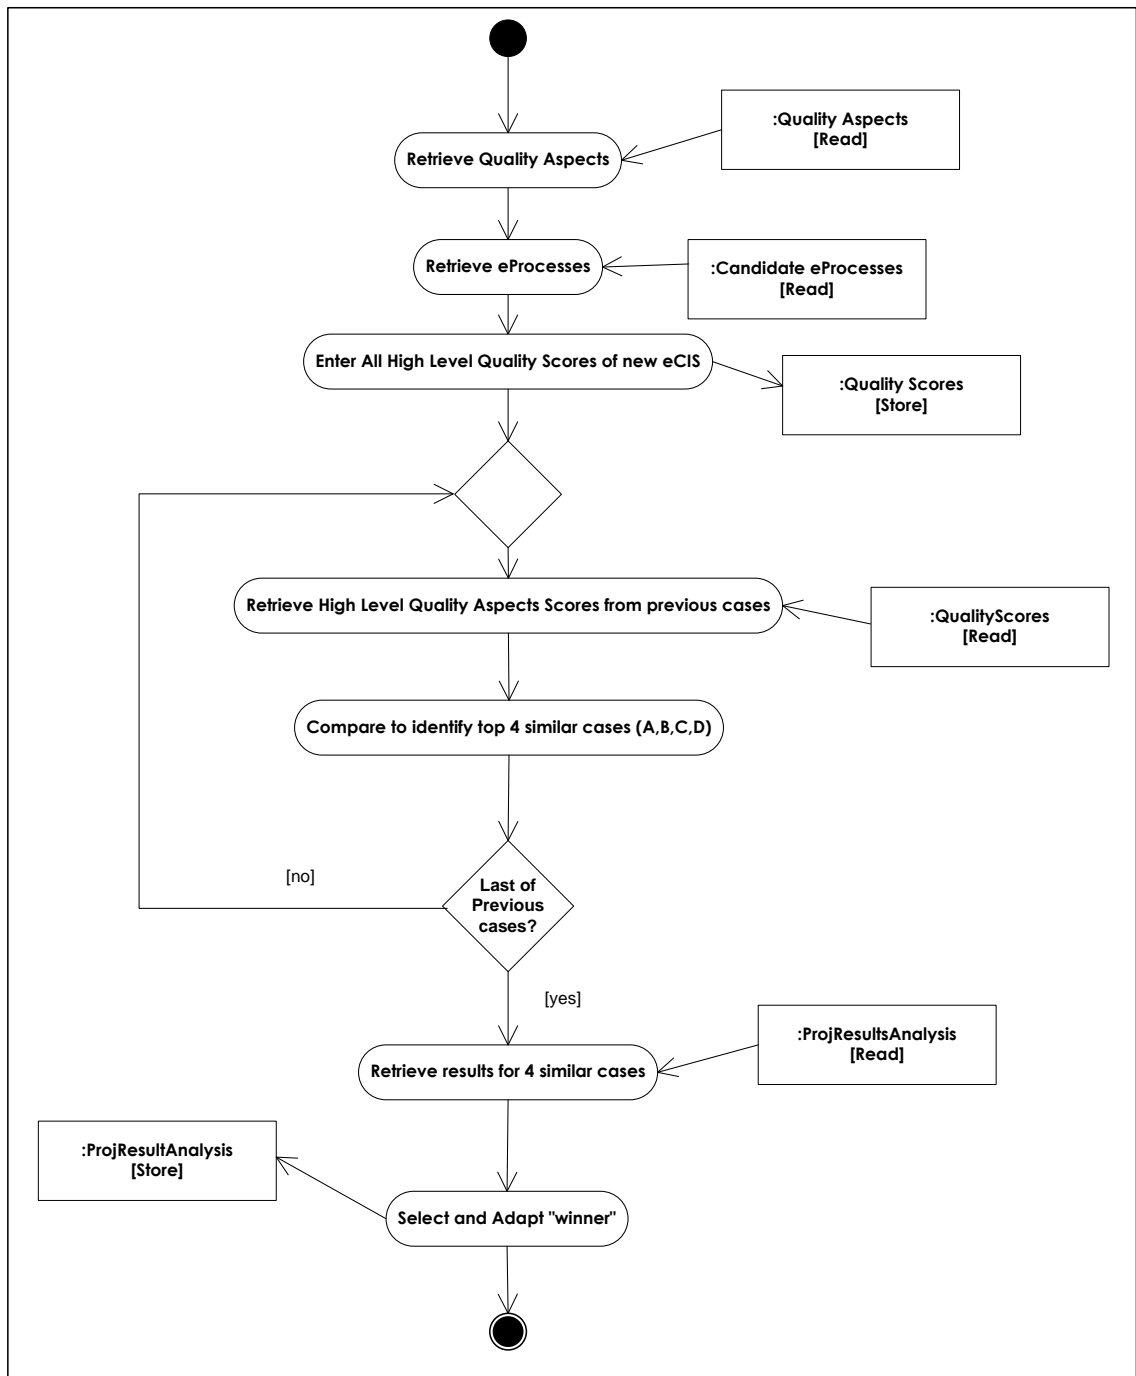 :Quality Aspects
[Read]
Retrieve Quality Aspects
Retrieve eProcesses
:Candidate eProcesses
[Read]
Enter All High Level Quality Scores of new eCIS
:Quality Scores
[Store]
Retrieve High Level Quality Aspects Scores from previous cases
:QualityScores
[Read]
Compare to identify top 4 similar cases (A,B,C,D)
[no]
Last of
Previous
cases?
[yes]
:ProjResultsAnalysis
[Read]
Retrieve results for 4 similar cases
:ProjResultAnalysis
[Store]
Select and Adapt "winner"